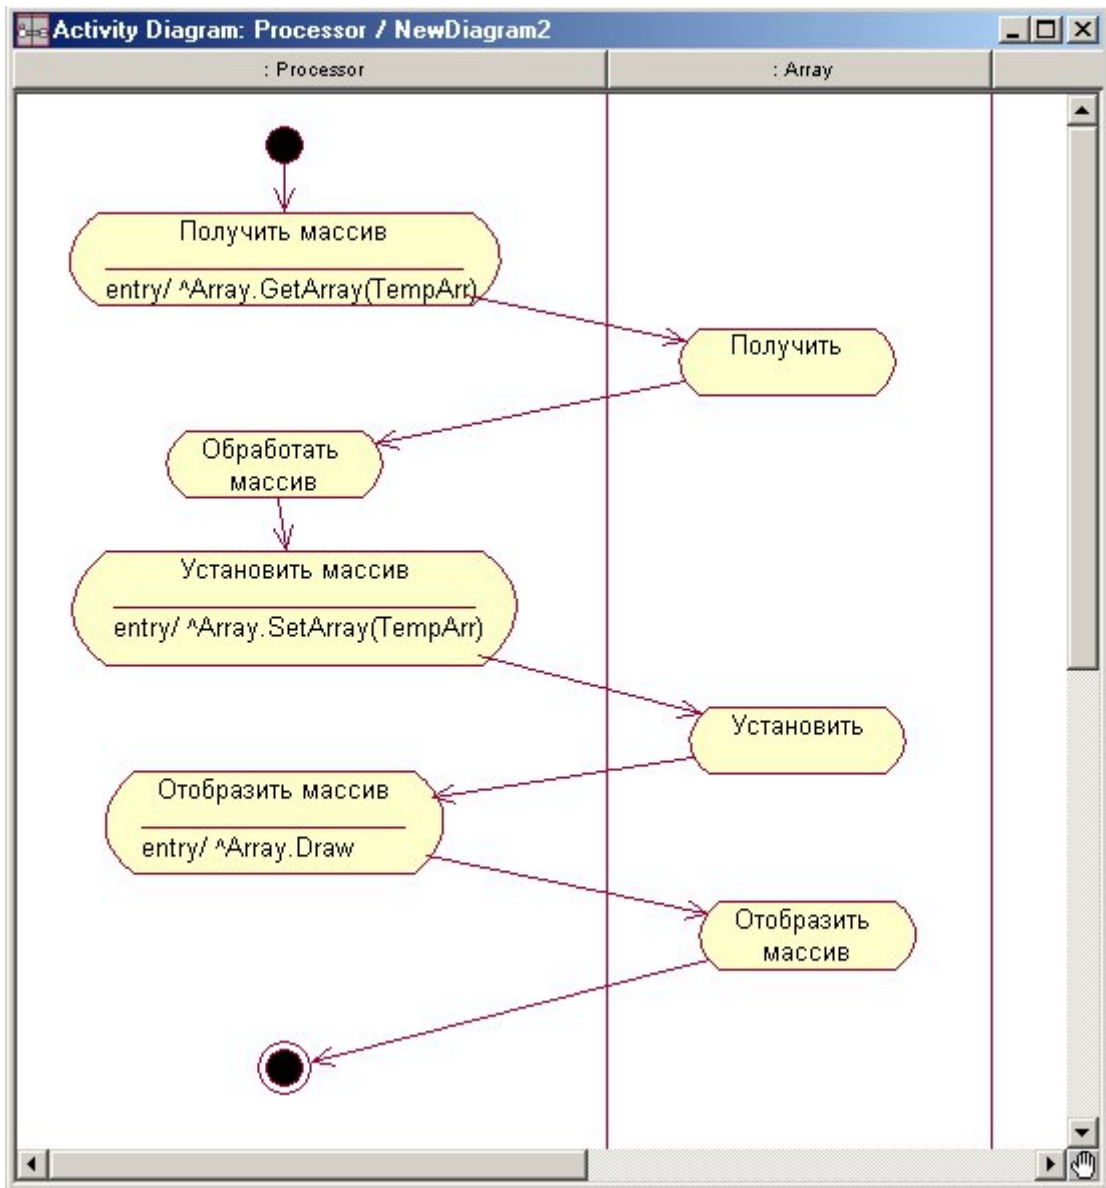 Activity Diagram: Processor / NewDiagram2
: Processor
: Array
Получить массив
entry/ ^Array.GetArray(TempArr)
Получить
Обработать
массив
Установить массив
entry/ ^Array.SetArray(TempArr)
Установить
Отобразить массив
entry/ ^Array.Draw
Отобразить
массив